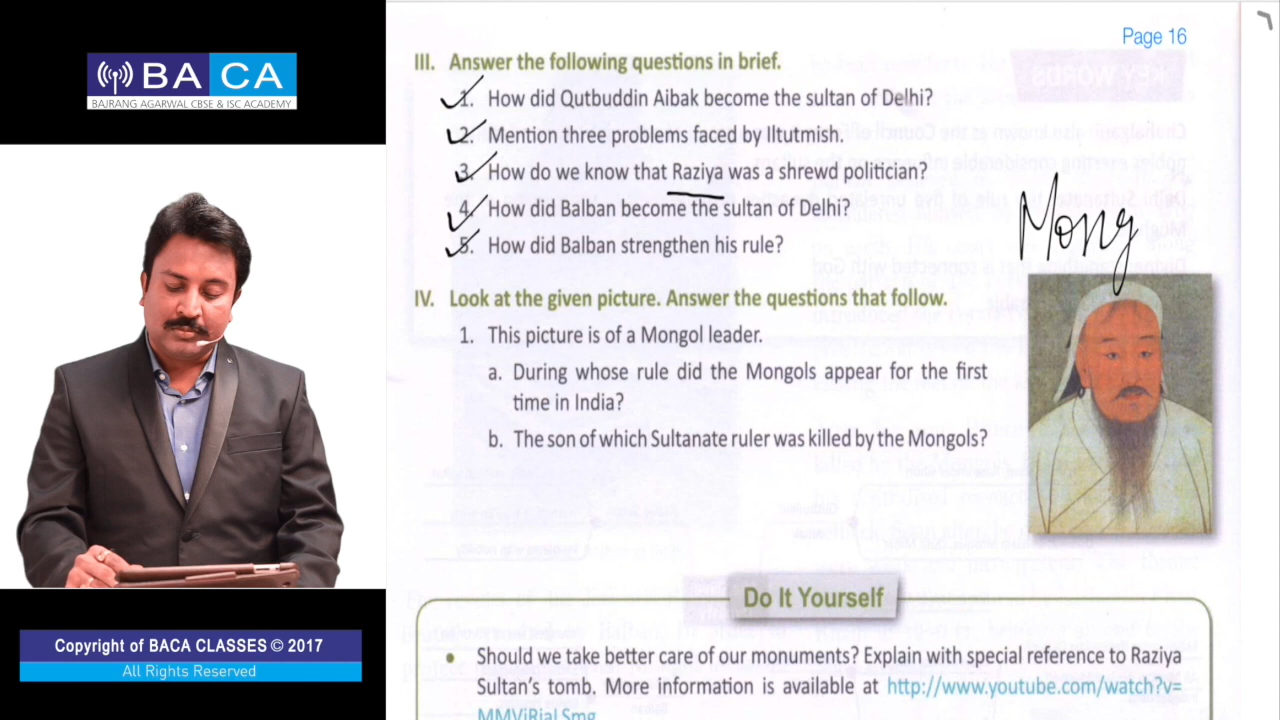 BA CA
BAJRANG AGARWAL CBSE & ISC ACADEMY
Page 16
III. Answer the following questions in brief.
1. How did Qutbuddin Aibak become the sultan of Delhi?
2. Mention three problems faced by Iltutmish.
3. How do we know that Raziya was a shrewd politician?
4. How did Balban become the sultan of Delhi?
5. How did Balban strengthen his rule?
Mong
IV. Look at the given picture. Answer the questions that follow.
1. This picture is of a Mongol leader.
a. During whose rule did the Mongols appear for the first
time in India?
b. The son of which Sultanate ruler was killed by the Mongols?
Do It Yourself
• Should we take better care of our monuments? Explain with special reference to Raziya
Sultan's tomb. More information is available at http://www.youtube.com/watch?v=
Copyright of BACA CLASSES © 2017
All Rights Reserved